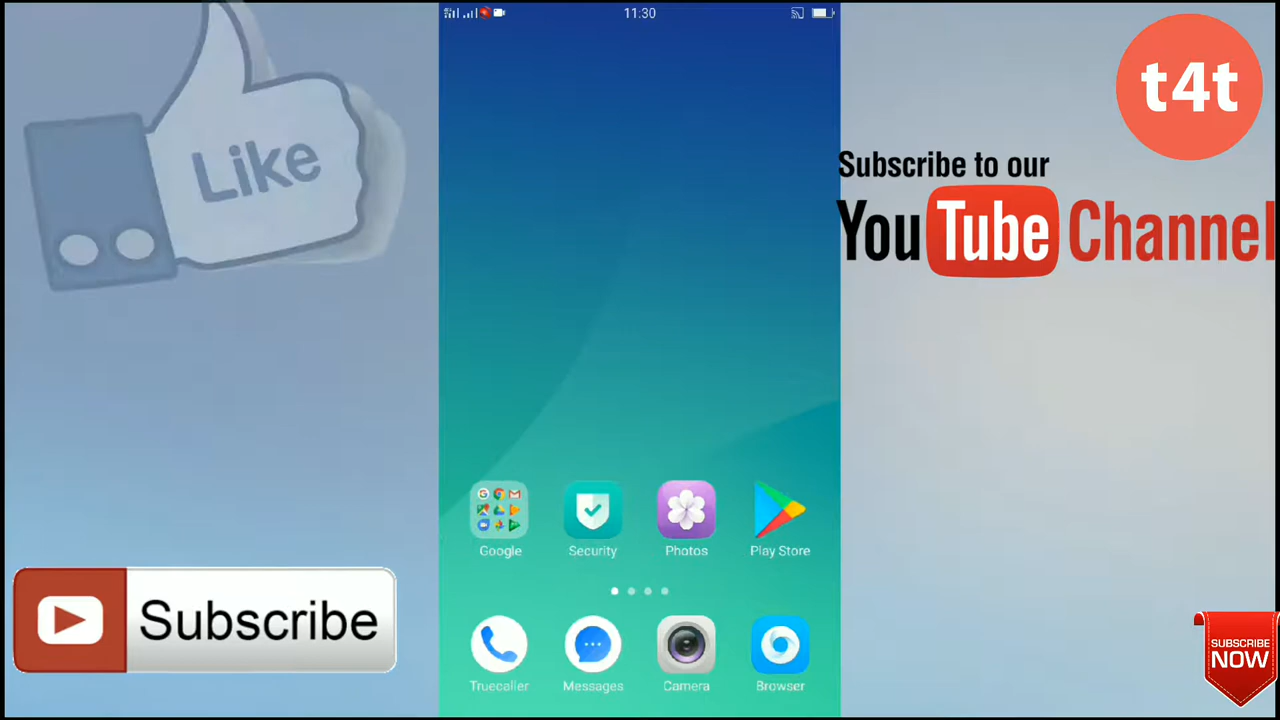 11:30
t4t
Like
Subscribe to our
YouTube Channel
Google Security Photos Play Store
Subscribe
Truecaller Messages Camera Browser
SUBSCRIBE
NOW